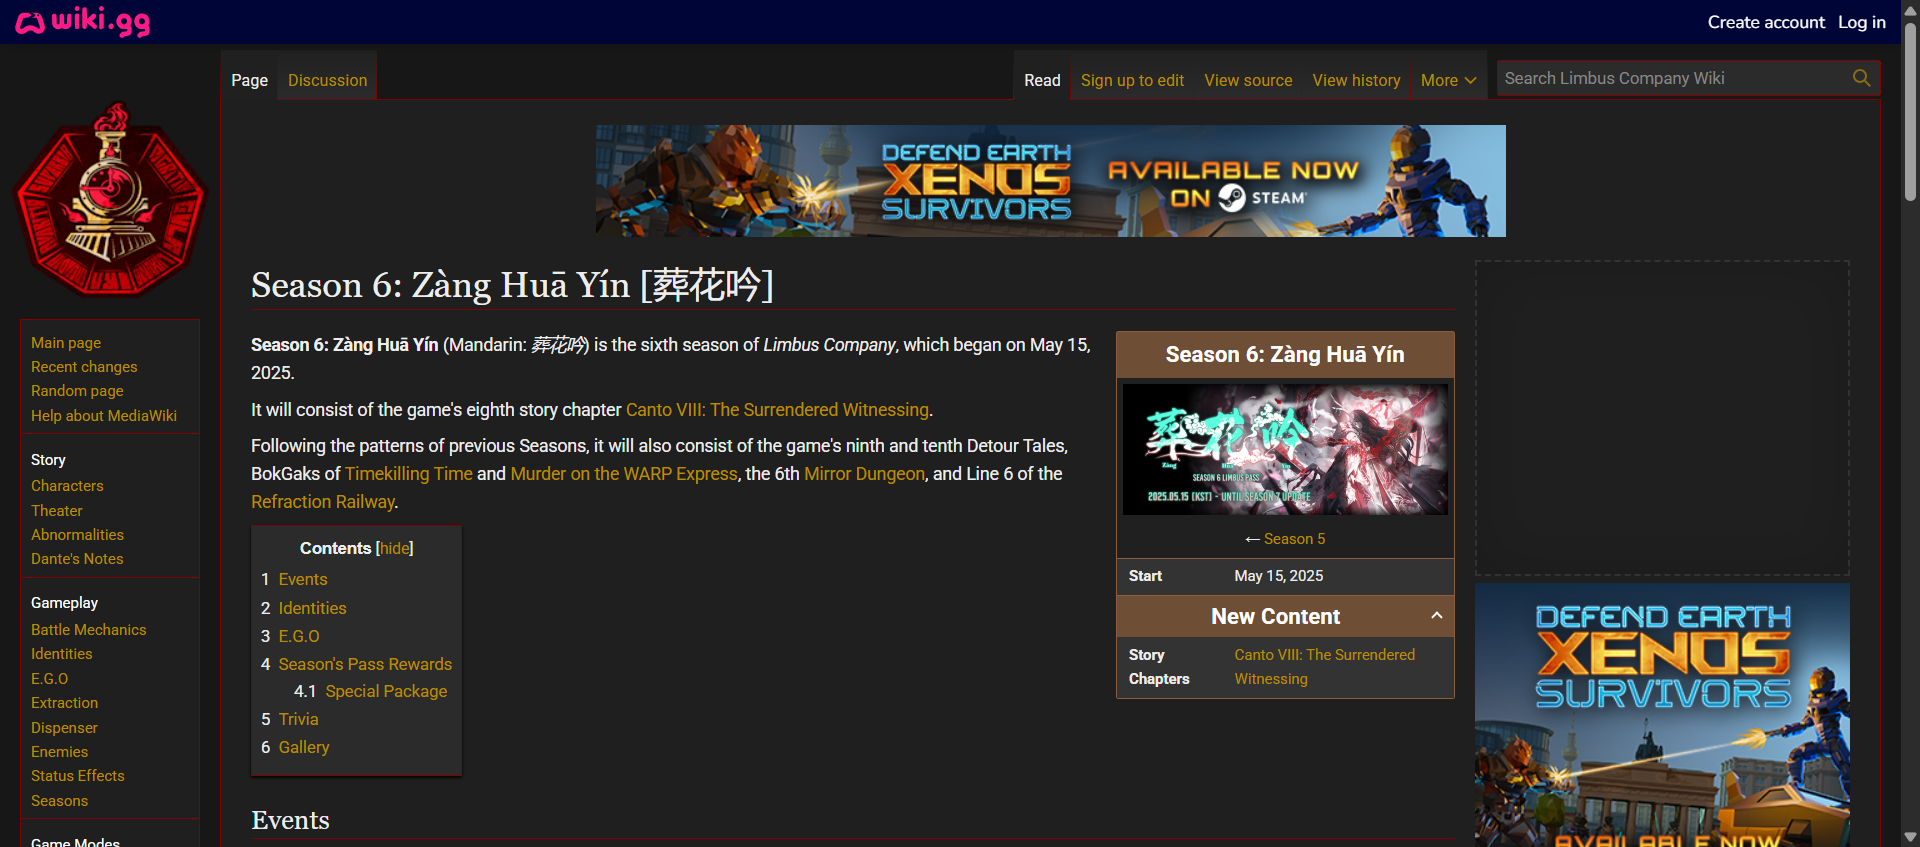 wiki.gg
Create account Log in
Page Discussion
Read Sign up to edit View source View history More
Search Limbus Company Wiki
DEFEND EARTH
XENOS
SURVIVORS
AVAILABLE NOW
ON STEAM
Main page
Recent changes
Random page
Help about MediaWiki
Story
Characters
Theater
Abnormalities
Dante's Notes
Gameplay
Battle Mechanics
Identities
E.G.O
Extraction
Dispenser
Enemies
Status Effects
Seasons
Game Modes
Season 6: Zàng Huā Yín [葬花吟]
Season 6: Zàng Huā Yín (Mandarin: 葬花吟) is the sixth season of Limbus Company, which began on May 15,
2025.
It will consist of the game's eighth story chapter Canto VIII: The Surrendered Witnessing.
Following the patterns of previous Seasons, it will also consist of the game's ninth and tenth Detour Tales,
BokGaks of Timekilling Time and Murder on the WARP Express, the 6th Mirror Dungeon, and Line 6 of the
Refraction Railway.
Contents [hide]
1 Events
2 Identities
3 E.G.O
4 Season's Pass Rewards
4.1 Special Package
5 Trivia
6 Gallery
Events
Season 6: Zàng Huā Yín
葬花吟
Zàng Huā Yín
SEASON 6 LIMBUS PASS
2025.05.15 [KST] - UNTIL SEASON 7 UPDATE
← Season 5
Start May 15, 2025
New Content
Story Canto VIII: The Surrendered
Chapters Witnessing
DEFEND EARTH
XENOS
SURVIVORS
AVAILABLE NOW